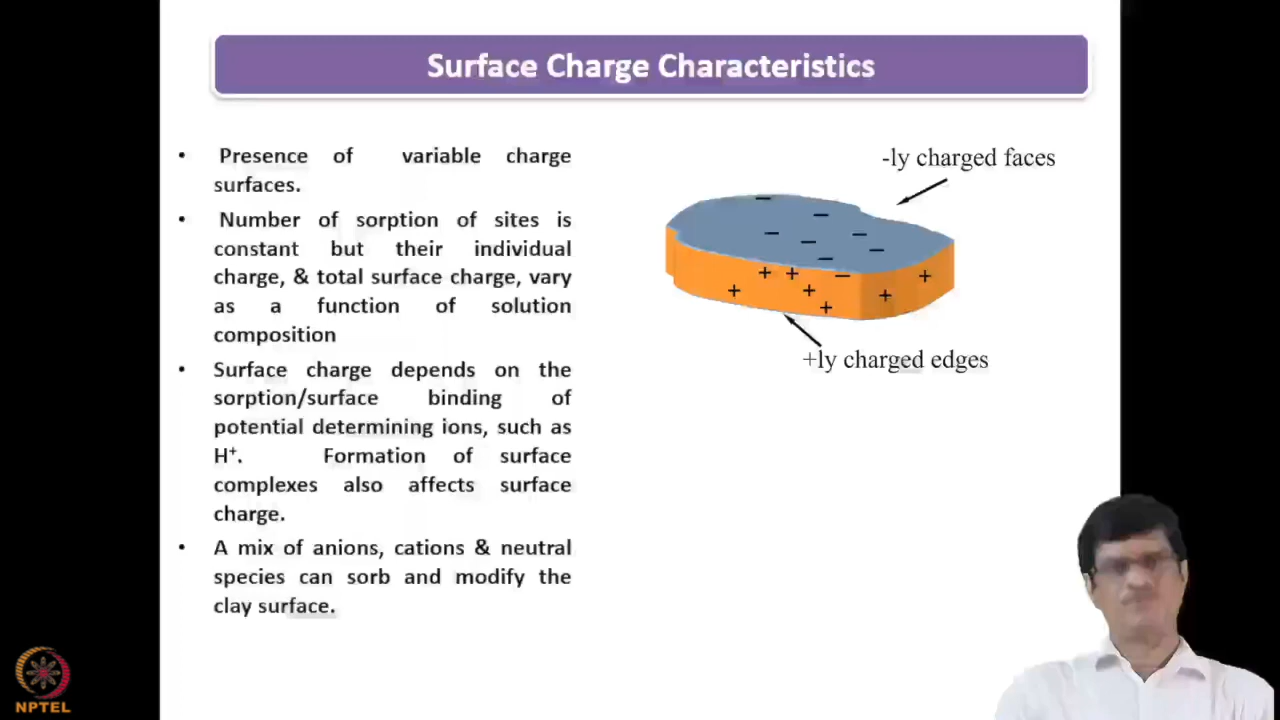 Surface Charge Characteristics
• Presence of variable charge
surfaces.
• Number of sorption of sites is
constant but their individual
charge, & total surface charge, vary
as a function of solution
composition
• Surface charge depends on the
sorption/surface binding of
potential determining ions, such as
H⁺. Formation of surface
complexes also affects surface
charge.
• A mix of anions, cations & neutral
species can sorb and modify the
clay surface.
-ly charged faces
+ly charged edges
NPTEL